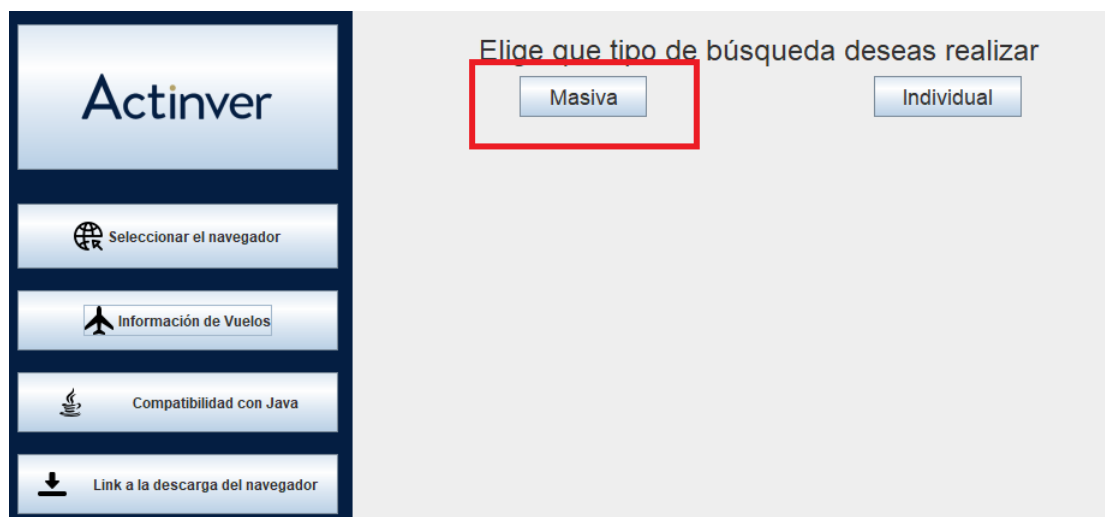 Actinver
Seleccionar el navegador
Información de Vuelos
Compatibilidad con Java
Link a la descarga del navegador
Elige que tipo de búsqueda deseas realizar
Masiva
Individual